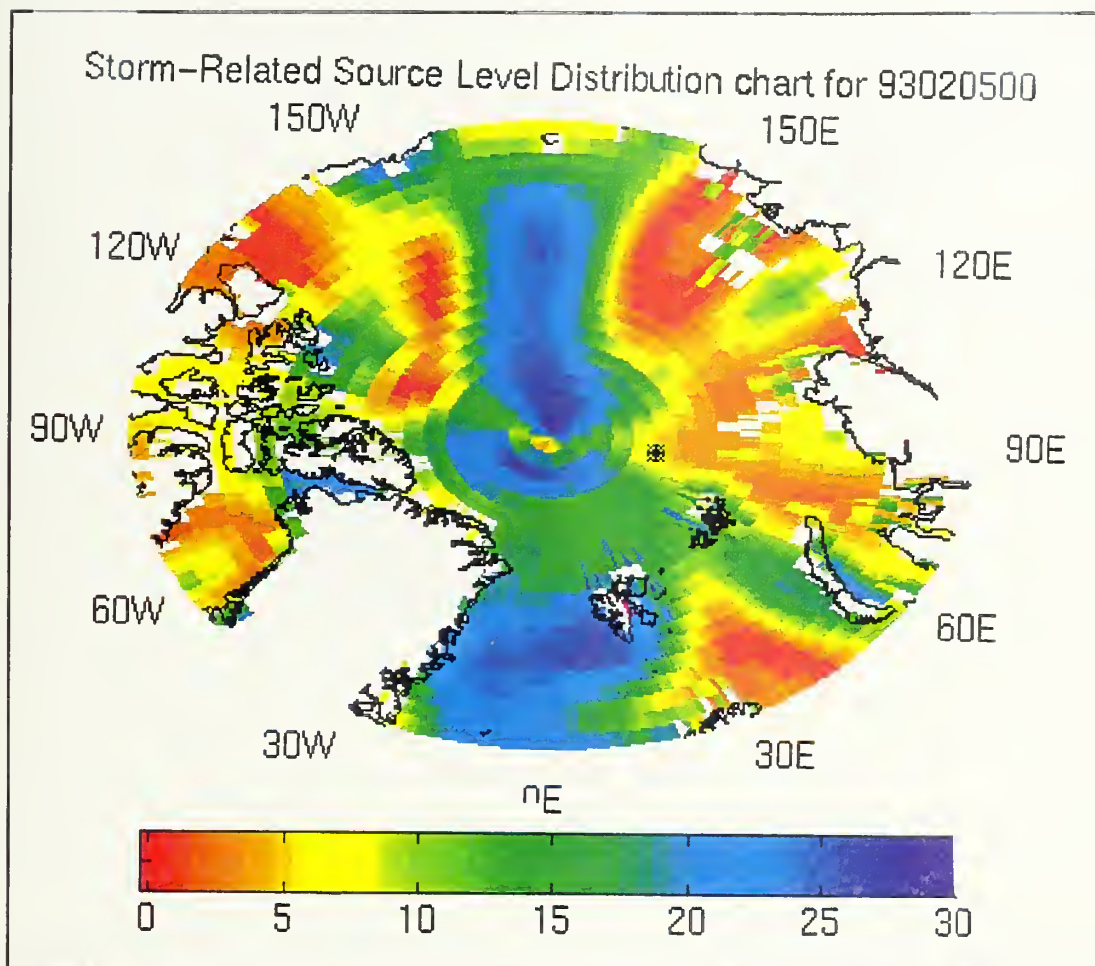 Storm-Related Source Level Distribution chart for 93020500
150W
150E
120W
120E
90W
90E
60W
60E
30W
30E
nE
0 5 10 15 20 25 30